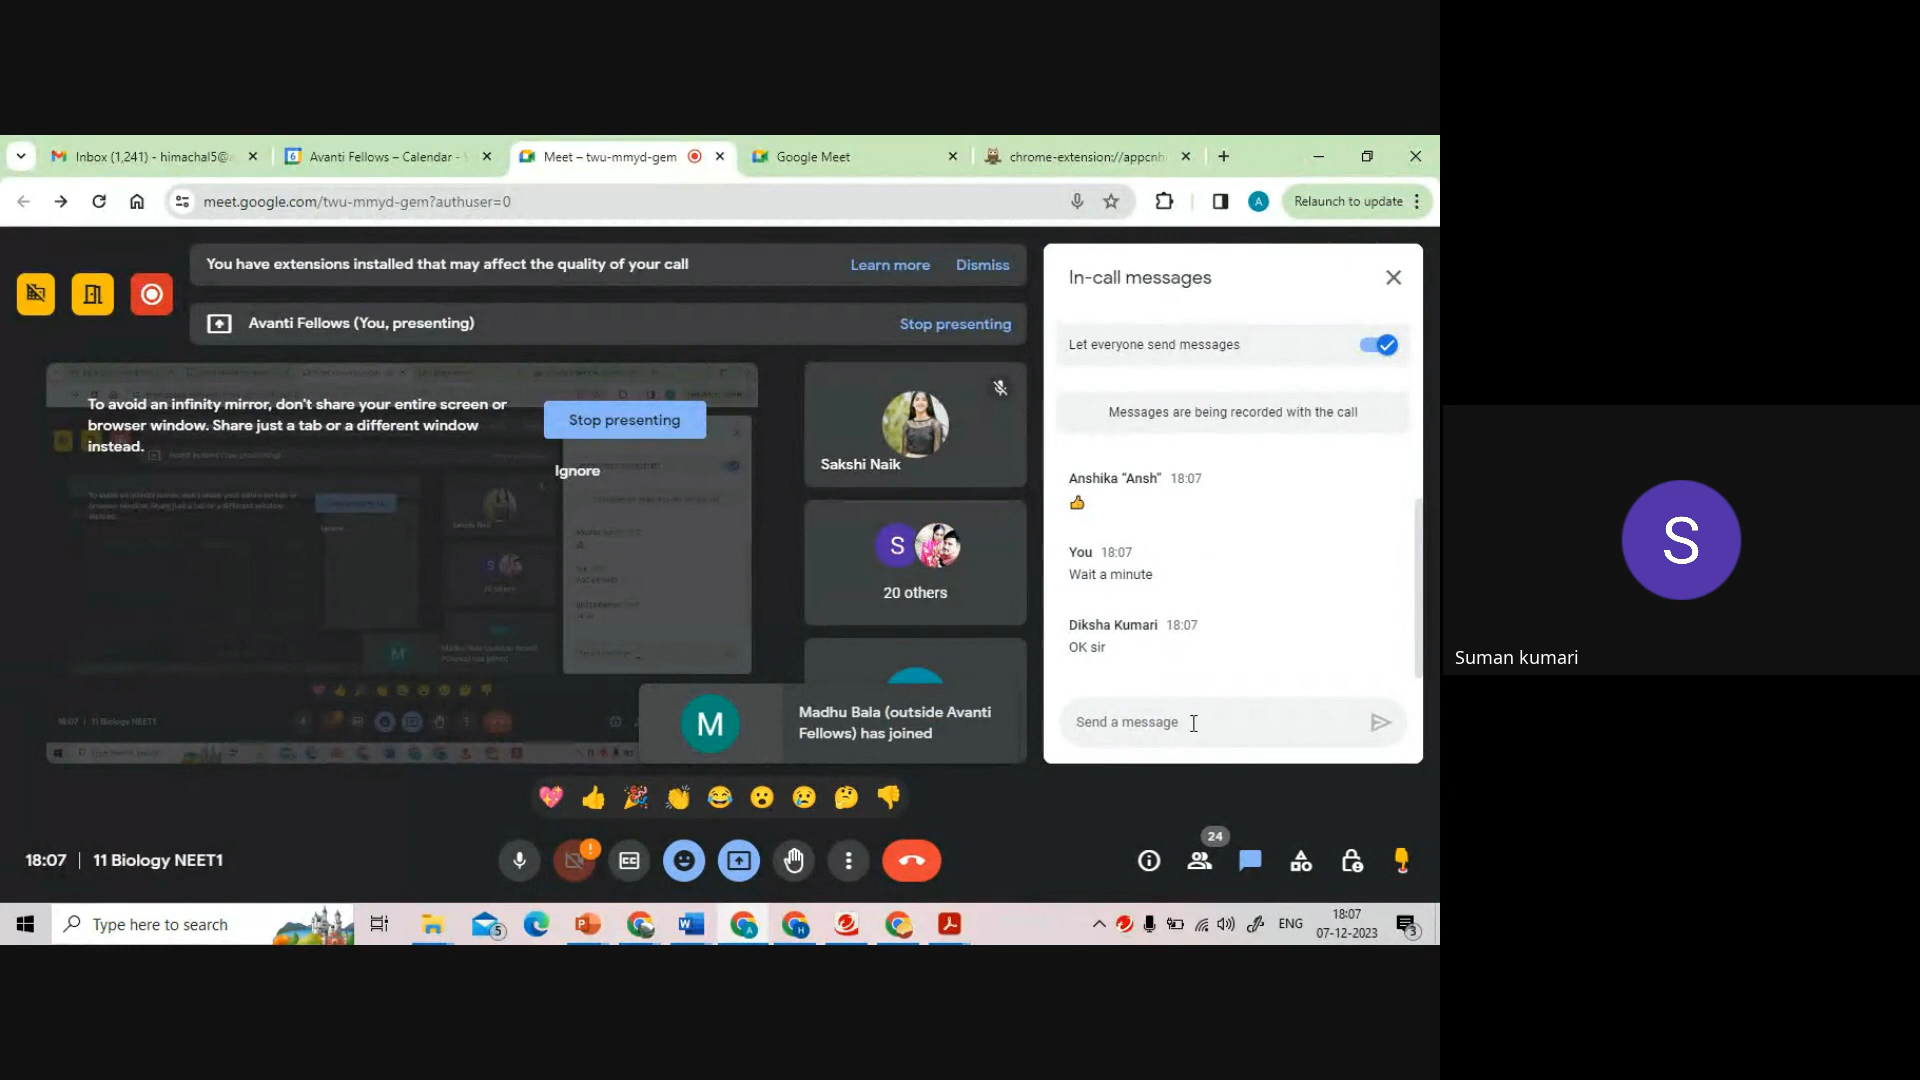 Inbox (1,241) - himachal5@
Avanti Fellows – Calendar -
Meet – twu-mmyd-gem
Google Meet
chrome-extension://appcnh
meet.google.com/twu-mmyd-gem?authuser=0
A
Relaunch to update
You have extensions installed that may affect the quality of your call
Learn more
Dismiss
Avanti Fellows (You, presenting)
Stop presenting
To avoid an infinity mirror, don't share your entire screen or
browser window. Share just a tab or a different window
instead.
Stop presenting
Ignore
Sakshi Naik
S
20 others
M
Madhu Bala (outside Avanti
Fellows) has joined
In-call messages
Let everyone send messages
Messages are being recorded with the call
Anshika “Ansh” 18:07
You 18:07
Wait a minute
Diksha Kumari 18:07
OK sir
Send a message
18:07 | 11 Biology NEET1
24
Type here to search
5
ENG
18:07
07-12-2023
3
S
Suman kumari